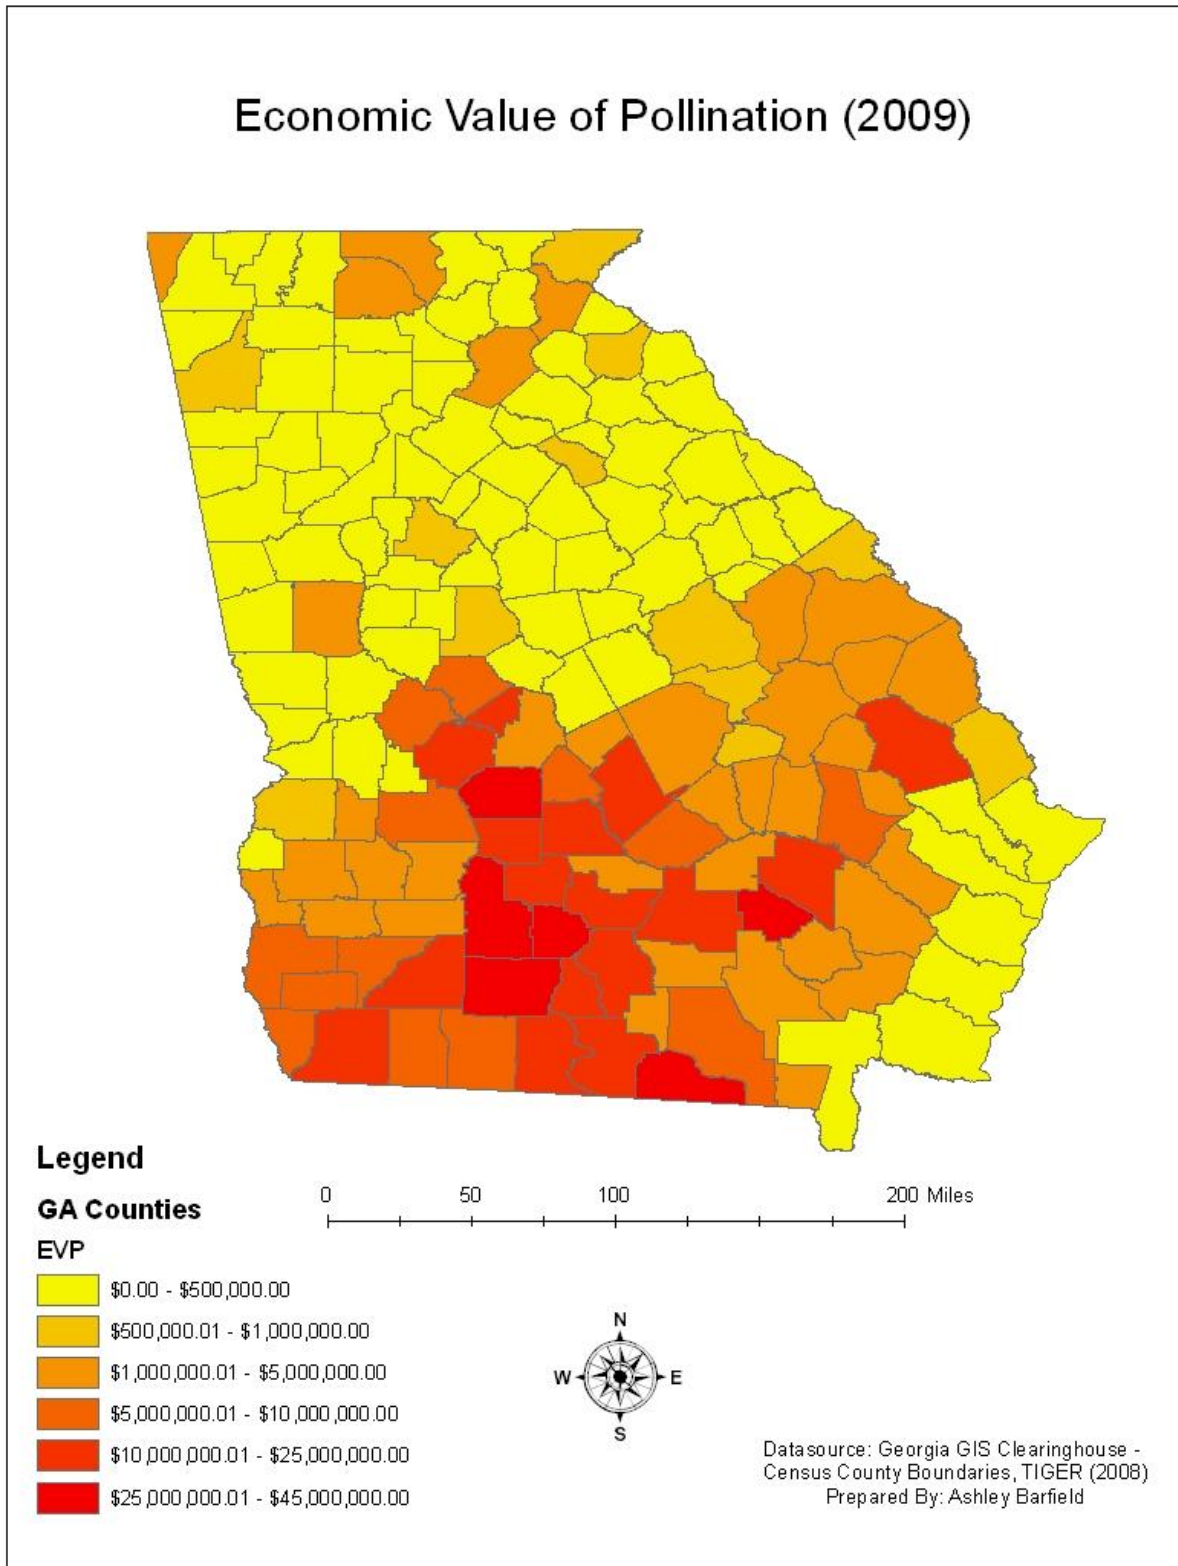 Economic Value of Pollination (2009)
Legend
GA Counties
EVP
$0.00 - $500,000.00
$500,000.01 - $1,000,000.00
$1,000,000.01 - $5,000,000.00
$5,000,000.01 - $10,000,000.00
$10,000,000.01 - $25,000,000.00
$25,000,000.01 - $45,000,000.00
0 50 100 200 Miles
N
W E
S
Datasource: Georgia GIS Clearinghouse -
Census County Boundaries, TIGER (2008)
Prepared By: Ashley Barfield